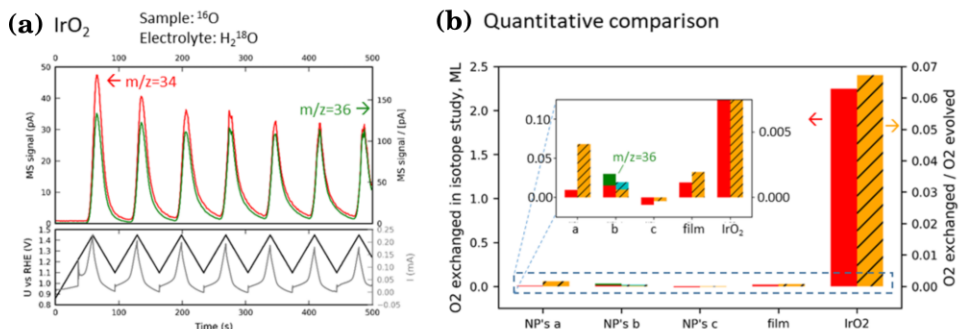 (a) IrO2
Sample: 16O
Electrolyte: H2 18O
0 100 200 300 400 500
50
40
30
20
10
0
MS signal (pA)
m/z=34
m/z=36
150
100
50
0
MS signal / (pA)
1.5
1.4
1.3
1.2
1.1
1.0
0.9
0.8
U vs RHE (V)
0.25
0.20
0.15
0.10
0.05
0.00
−0.05
I (mA)
0 100 200 300 400 500
Time (s)
(b) Quantitative comparison
2.5
2.0
1.5
1.0
0.5
0.0
O2 exchanged in isotope study, ML
0.10
0.05
0.00
m/z=36
0.005
0.000
a b c film IrO2
0.07
0.06
0.05
0.04
0.03
0.02
0.01
0.00
O2 exchanged / O2 evolved
NP's a NP's b NP's c film IrO2